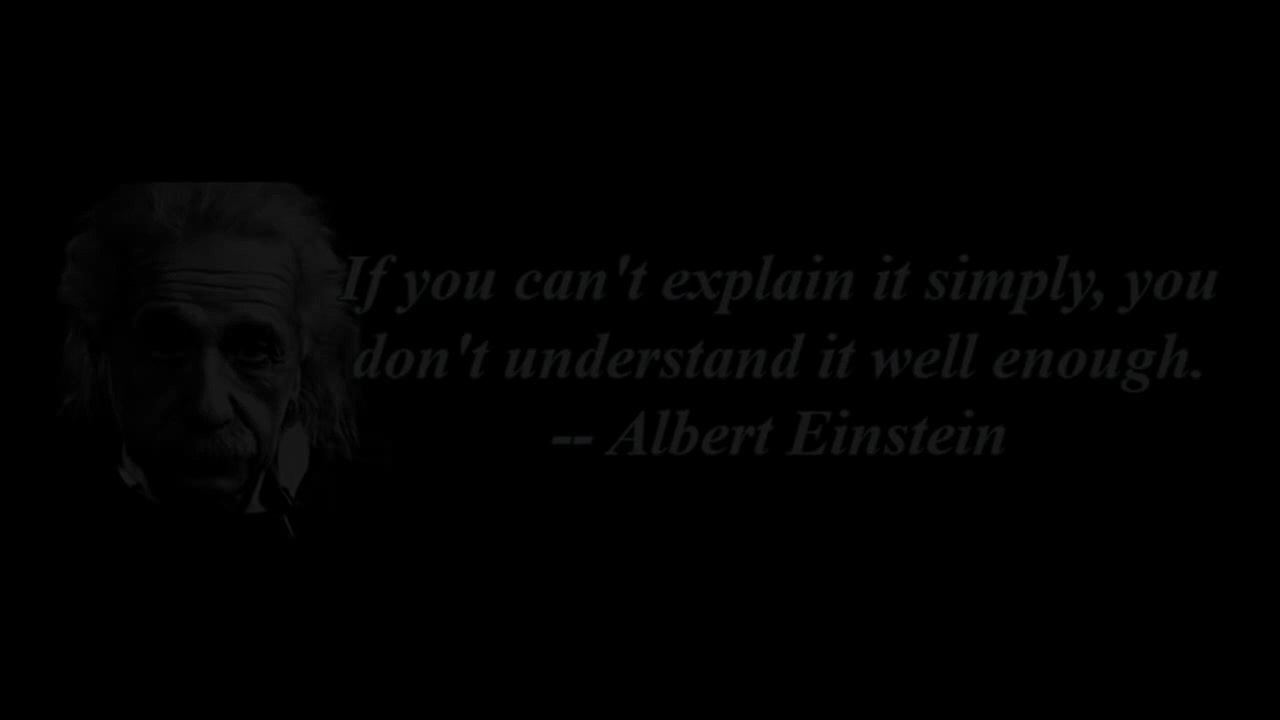 If you can't explain it simply, you
don't understand it well enough.
-- Albert Einstein